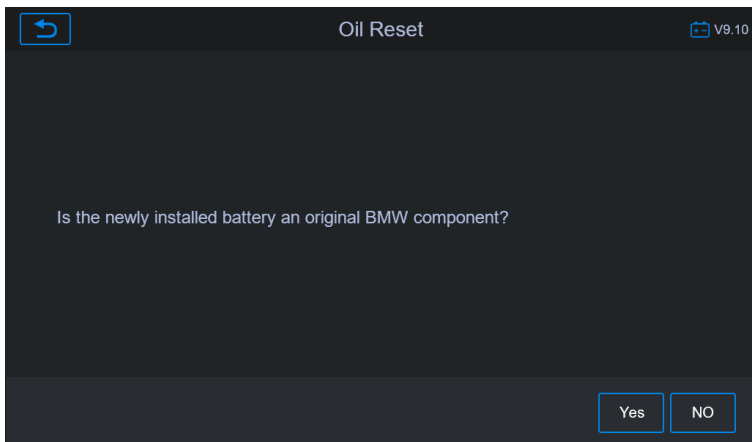 Oil Reset
V9.10
Is the newly installed battery an original BMW component?
Yes
NO